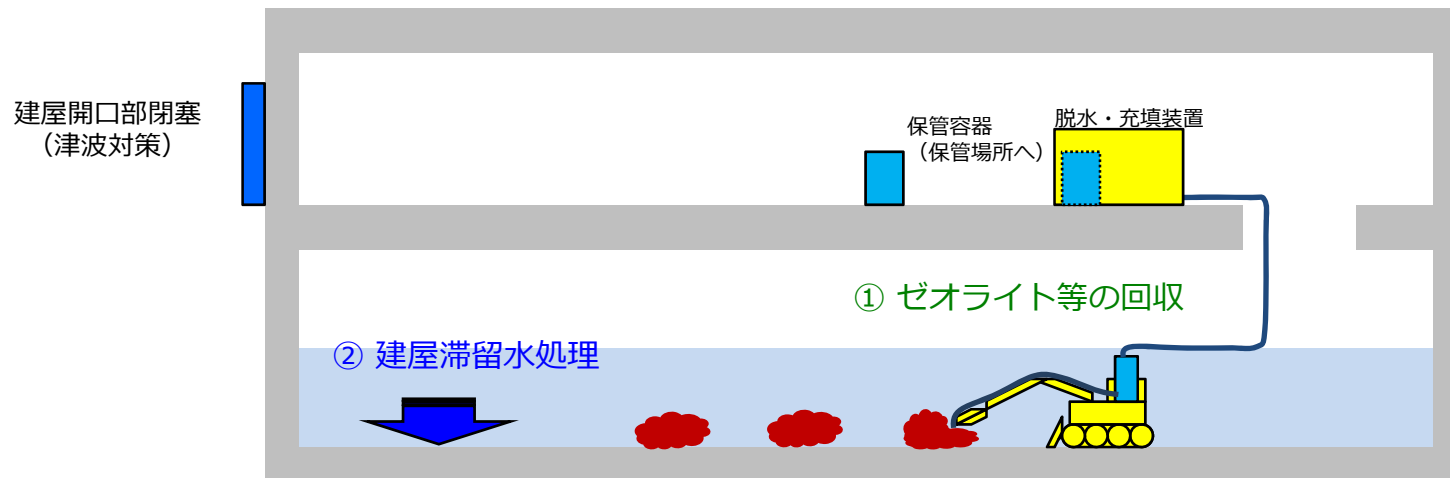 建屋開口部閉塞
（津波対策）
保管容器
（保管場所へ）
脱水・充填装置
① ゼオライト等の回収
② 建屋滞留水処理